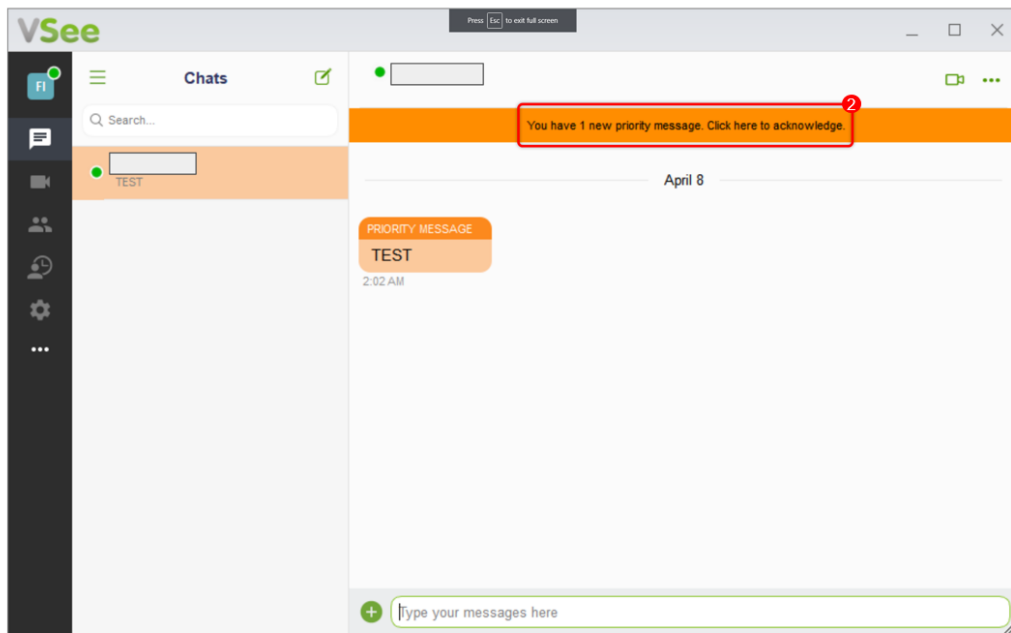 VSee
Press Esc to exit full screen
FI
Chats
Search...
TEST
2
You have 1 new priority message. Click here to acknowledge.
April 8
PRIORITY MESSAGE
TEST
2:02 AM
Type your messages here